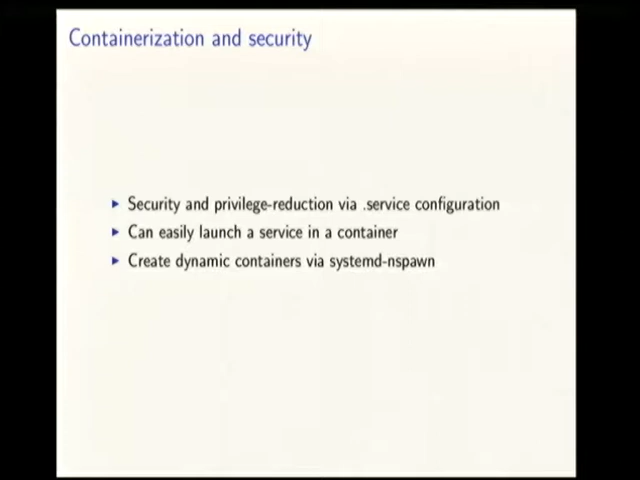 Containerization and security
Security and privilege-reduction via .service configuration
Can easily launch a service in a container
Create dynamic containers via systemd-nspawn